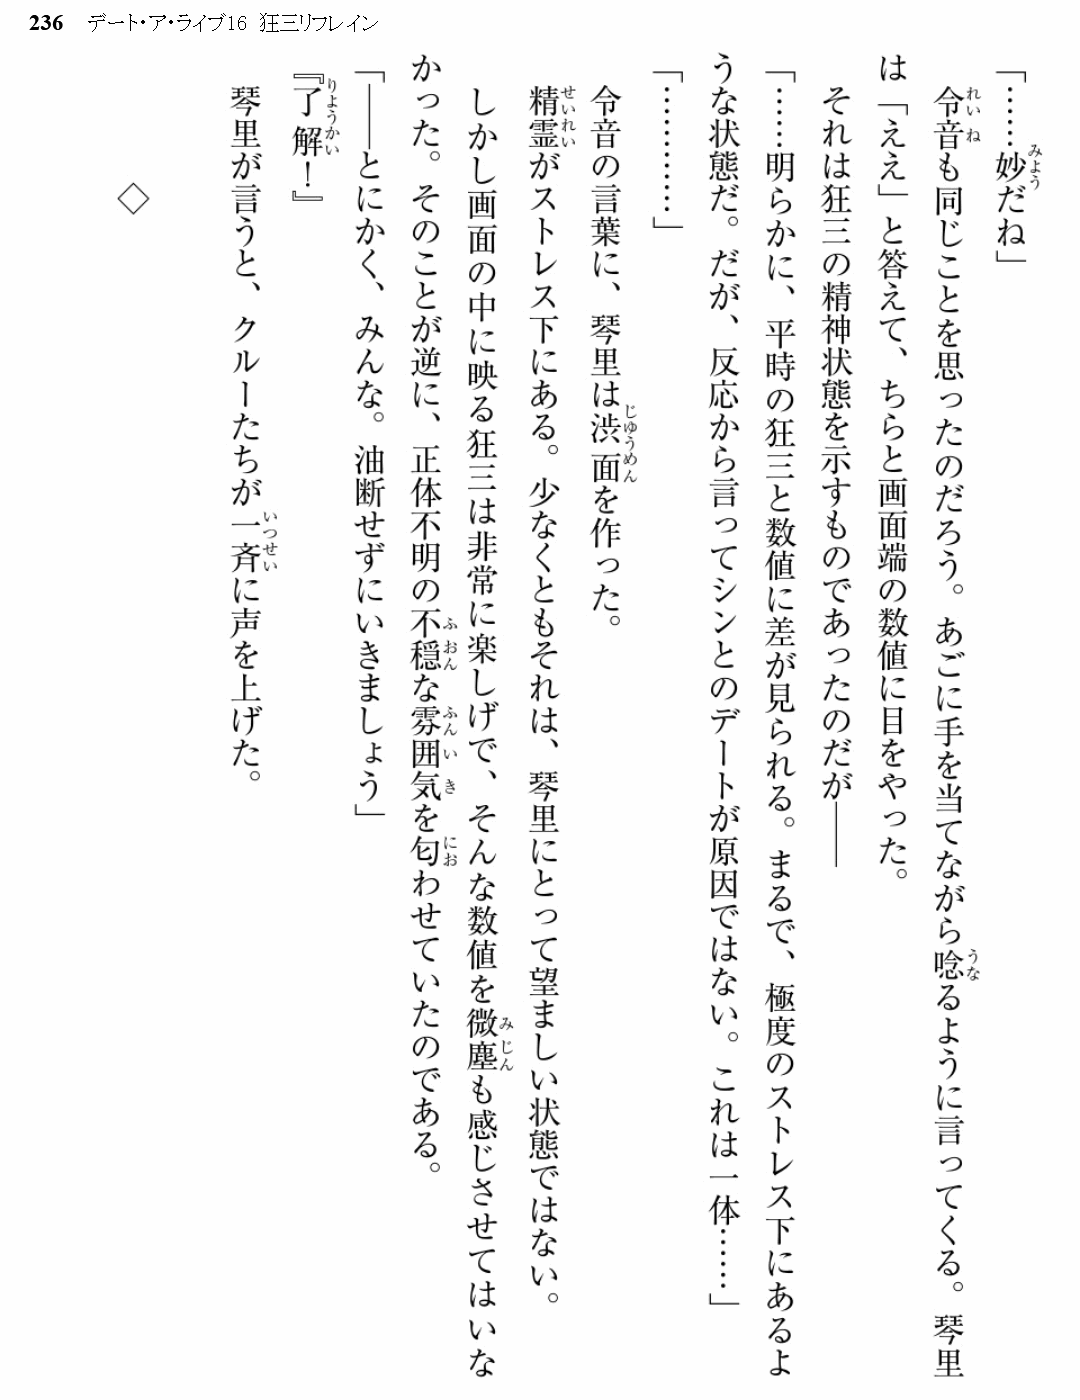 236 デート・ア・ライブ16 狂三リフレイン
「……妙だね」
令音も同じことを思ったのだろう。あごに手を当てながら唸るように言ってくる。琴里
は「ええ」と答えて、ちらと画面端の数値に目をやった。
それは狂三の精神状態を示すものであったのだが――
「……明らかに、平時の狂三と数値に差が見られる。まるで、極度のストレス下にあるよ
うな状態だ。だが、反応から言ってシンとのデートが原因ではない。これは一体……」
「…………」
令音の言葉に、琴里は渋面を作った。
精霊がストレス下にある。少なくともそれは、琴里にとって望ましい状態ではない。
しかし画面の中に映る狂三は非常に楽しげで、そんな数値を微塵も感じさせてはいな
かった。そのことが逆に、正体不明の不穏な雰囲気を匂わせていたのである。
「――とにかく、みんな。油断せずにいきましょう」
『了解！』
琴里が言うと、クルーたちが一斉に声を上げた。
◇